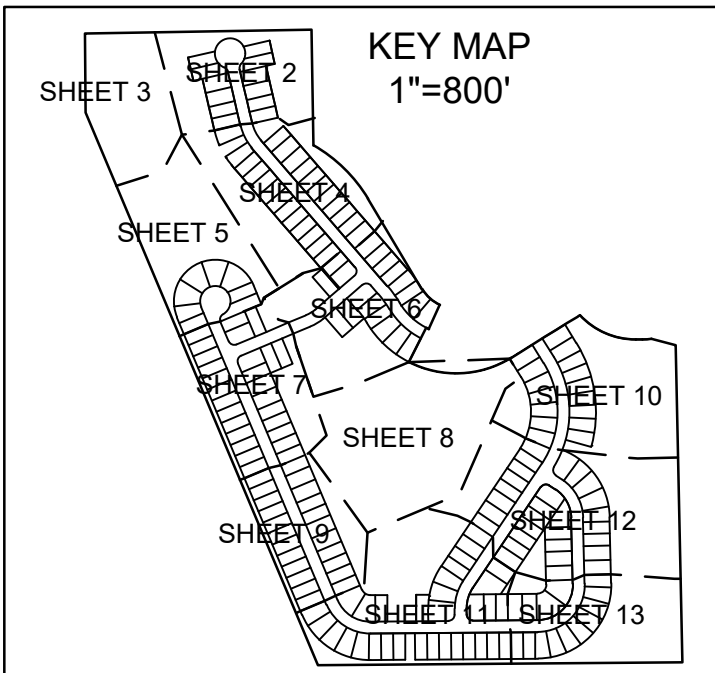 KEY MAP
1"=800'
SHEET 2
SHEET 3
SHEET 4
SHEET 5
SHEET 6
SHEET 7
SHEET 10
SHEET 8
SHEET 12
SHEET 9
SHEET 11
SHEET 13